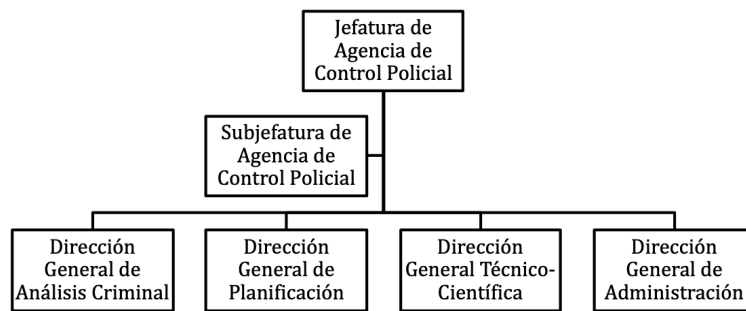 Jefatura de
Agencia de
Control Policial
Subjefatura de
Agencia de
Control Policial
Dirección
General de
Análisis Criminal
Dirección
General de
Planificación
Dirección
General Técnico-
Científica
Dirección
General de
Administración